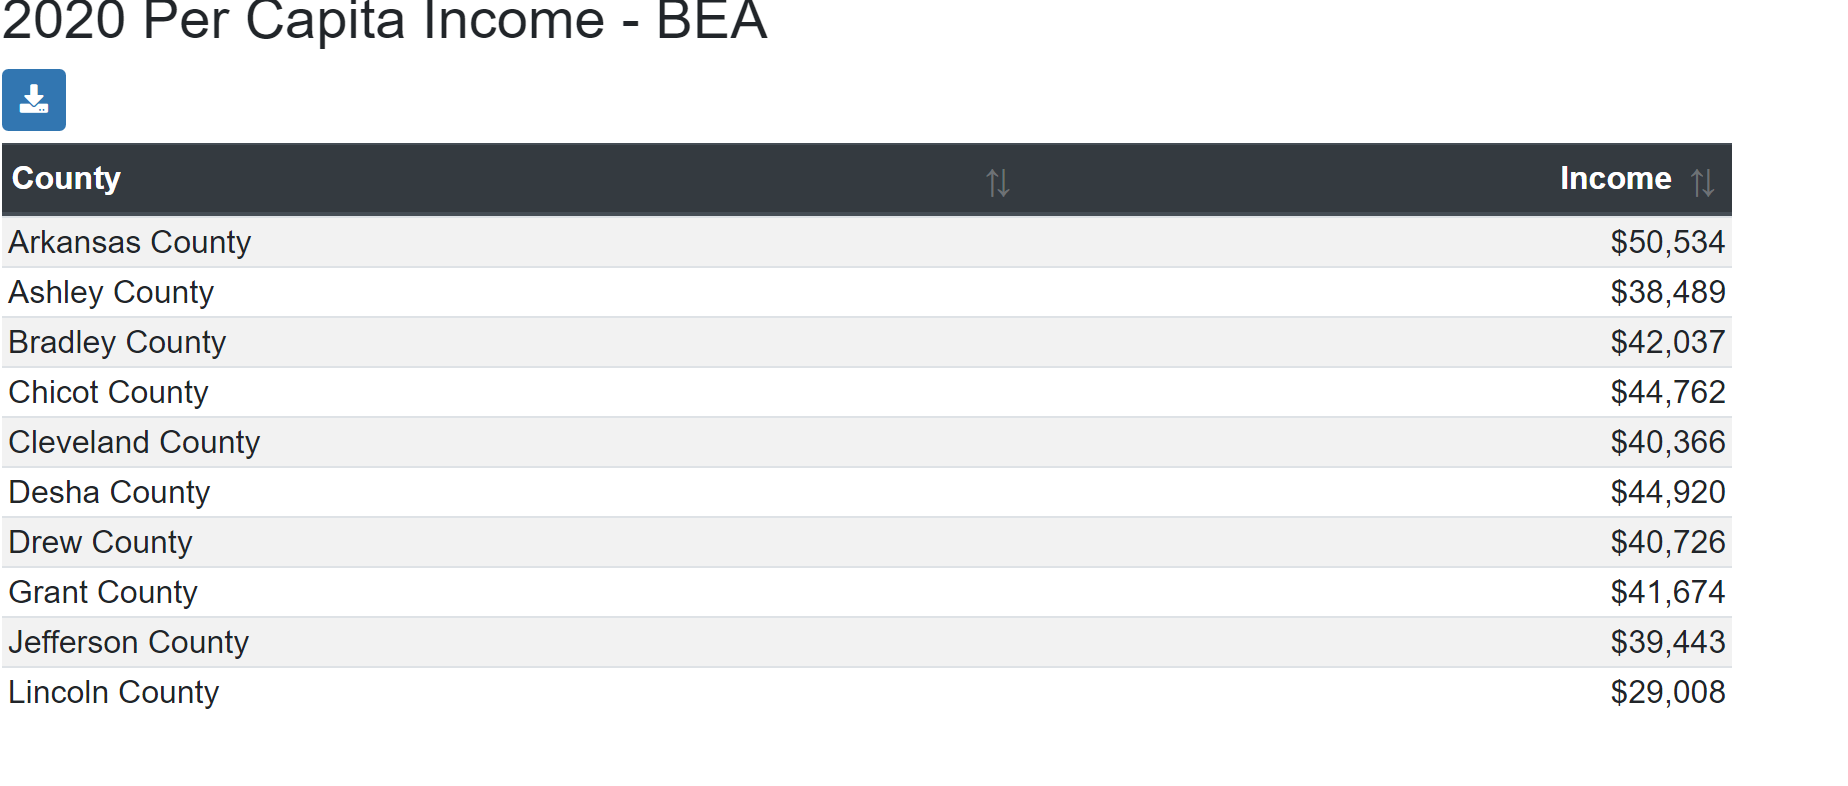 2020 Per Capita Income - BEA
County Income
Arkansas County $50,534
Ashley County $38,489
Bradley County $42,037
Chicot County $44,762
Cleveland County $40,366
Desha County $44,920
Drew County $40,726
Grant County $41,674
Jefferson County $39,443
Lincoln County $29,008